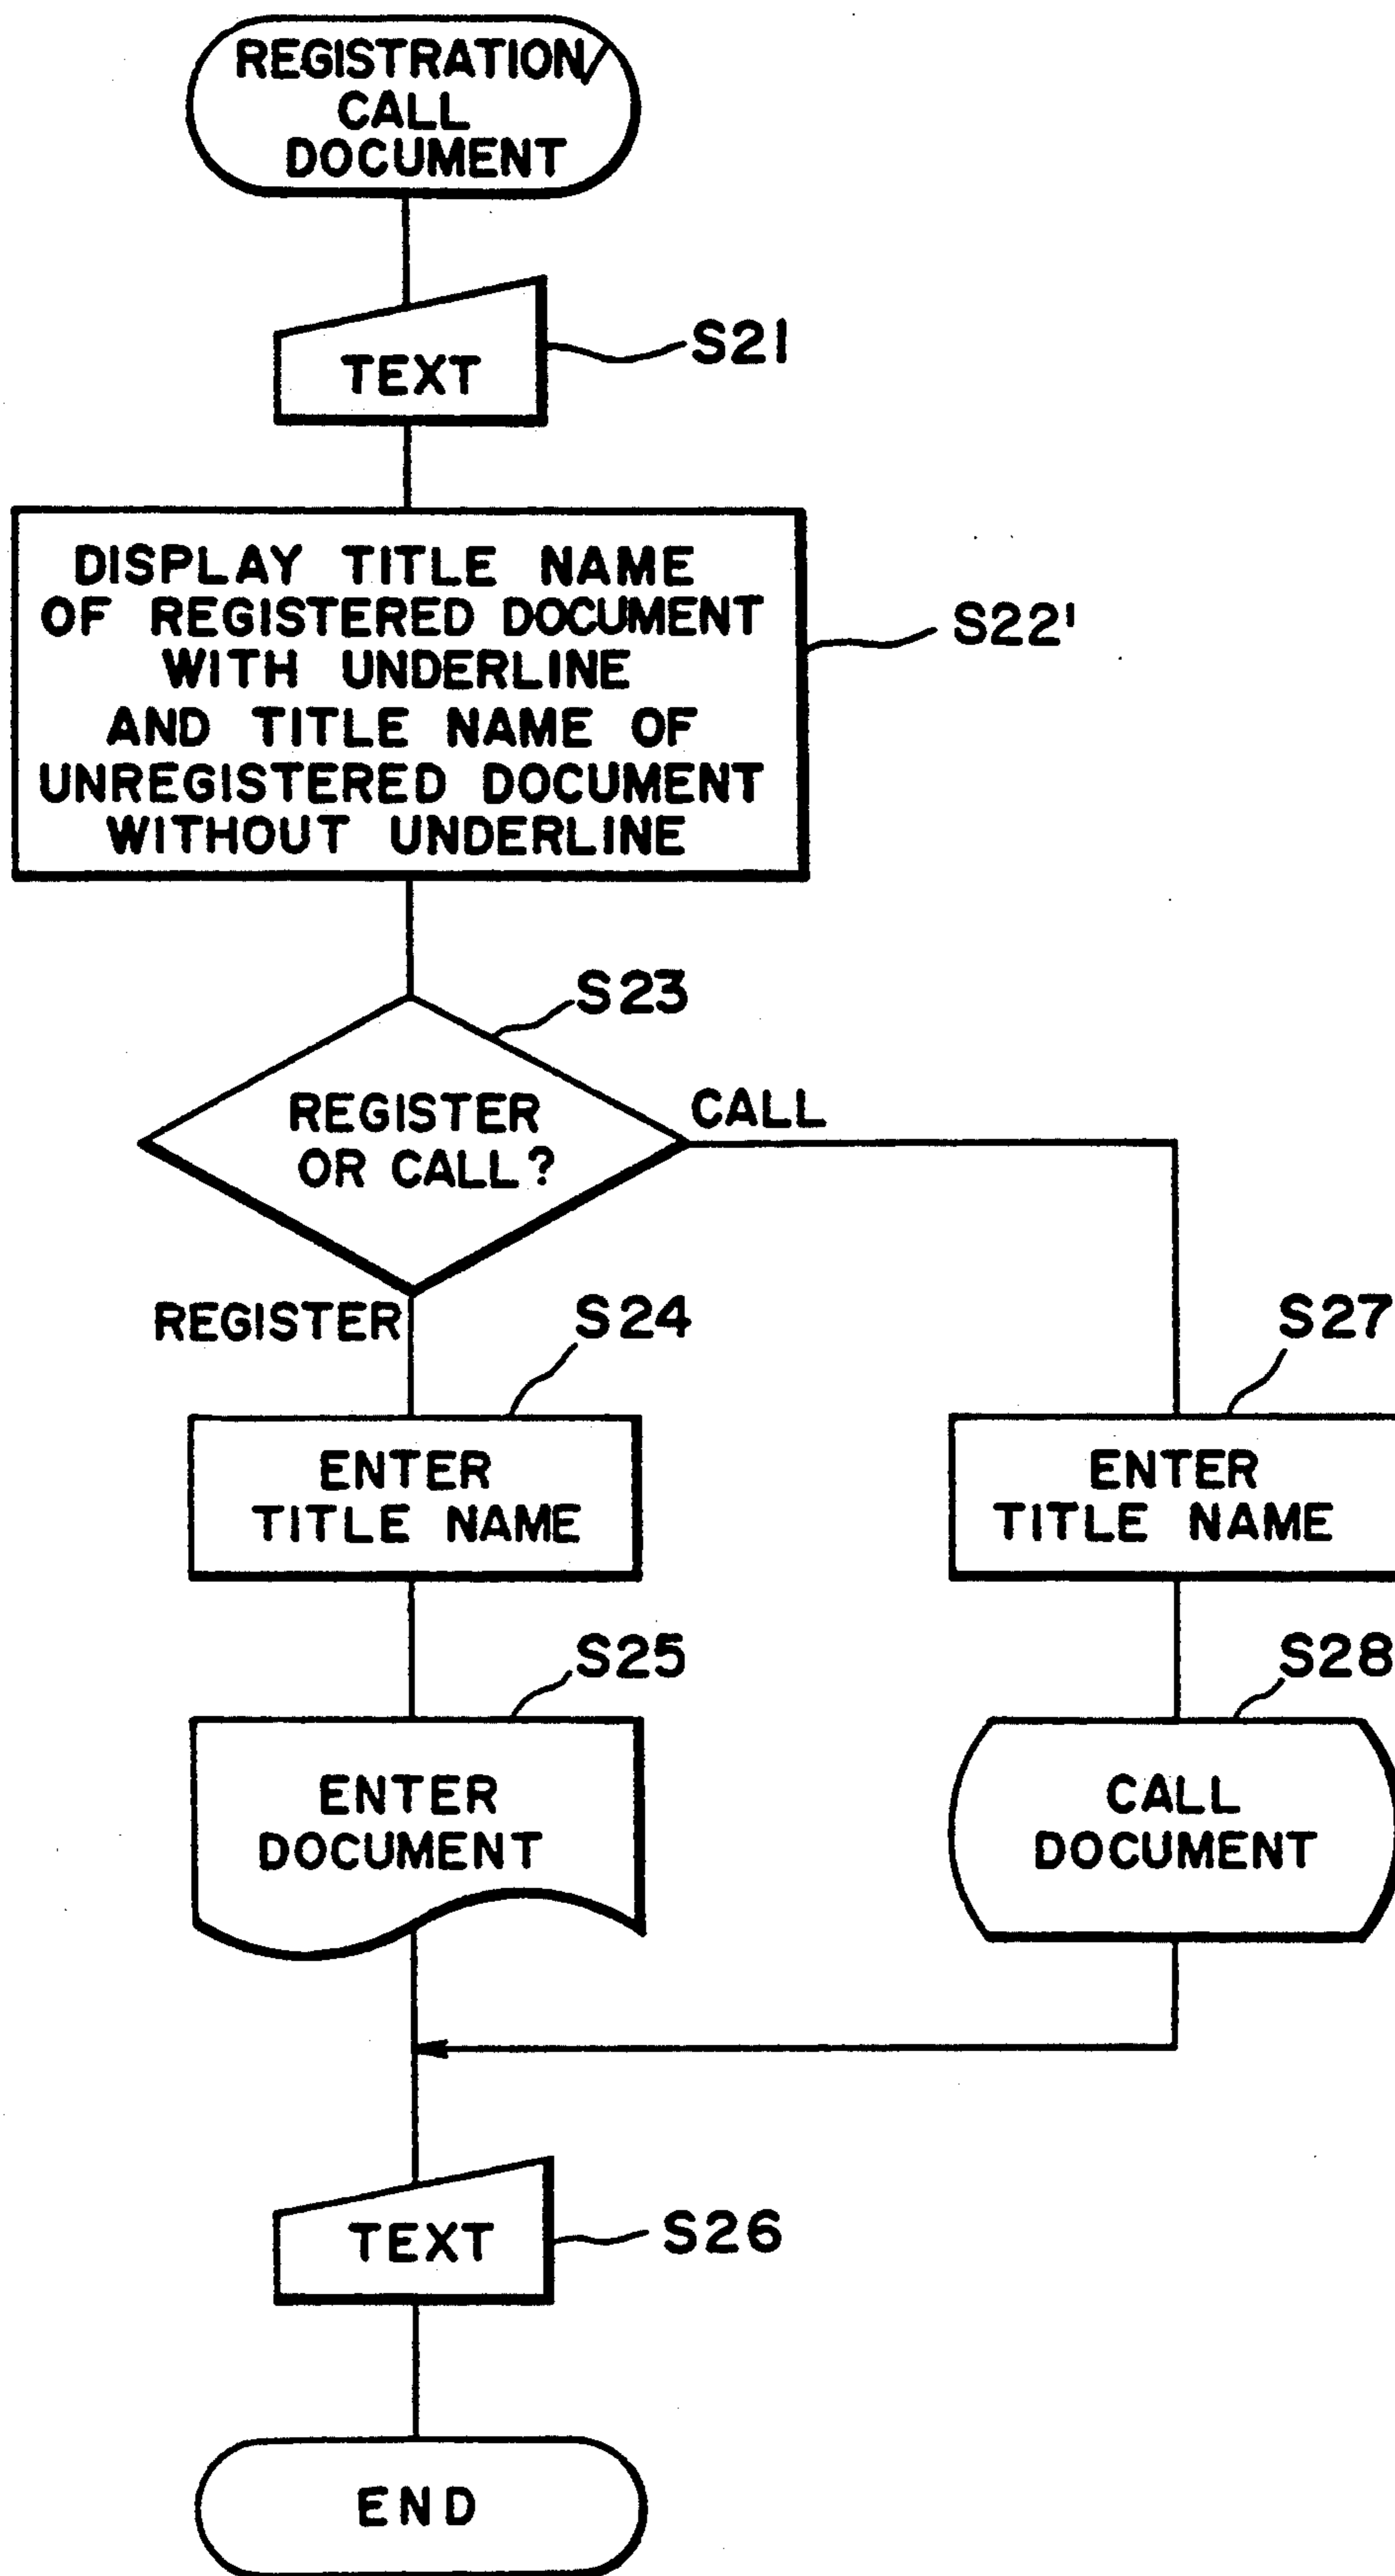 REGISTRATION/
CALL
DOCUMENT
TEXT
S21
DISPLAY TITLE NAME
OF REGISTERED DOCUMENT
WITH UNDERLINE
AND TITLE NAME OF
UNREGISTERED DOCUMENT
WITHOUT UNDERLINE
S22'
S23
REGISTER
OR CALL?
CALL
REGISTER
S24
ENTER
TITLE NAME
S27
ENTER
TITLE NAME
S25
ENTER
DOCUMENT
S28
CALL
DOCUMENT
TEXT
S26
END